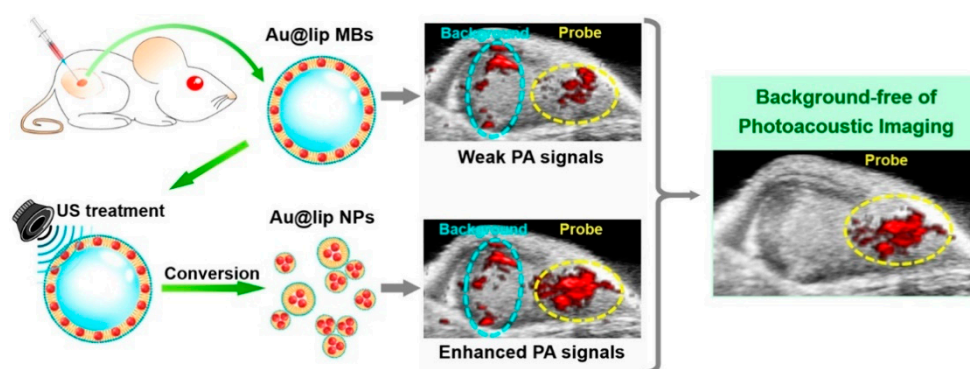 Au@lip MBs
Background
Probe
Weak PA signals
US treatment
Conversion
Au@lip NPs
Background
Probe
Enhanced PA signals
Background-free of
Photoacoustic Imaging
Probe